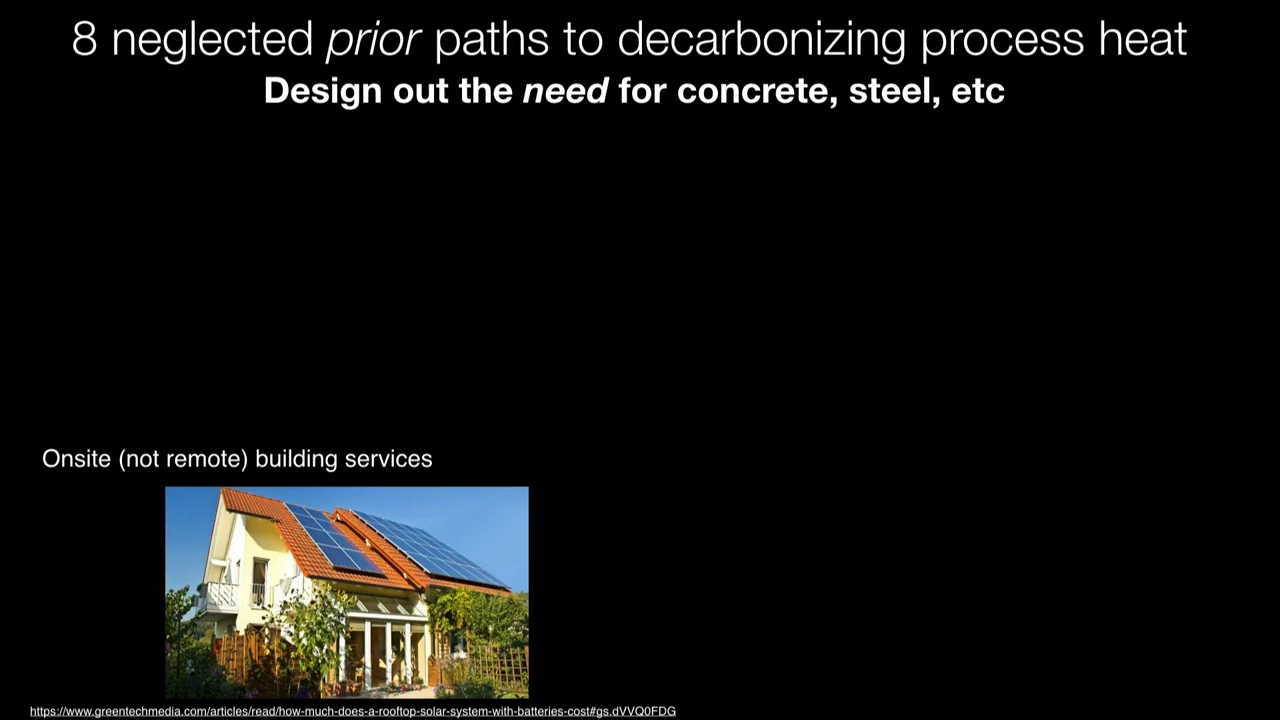 8 neglected prior paths to decarbonizing process heat
Design out the need for concrete, steel, etc
Onsite (not remote) building services
https://www.greentechmedia.com/articles/read/how-much-does-a-rooftop-solar-system-with-batteries-cost#gs.dVVQ0FDG